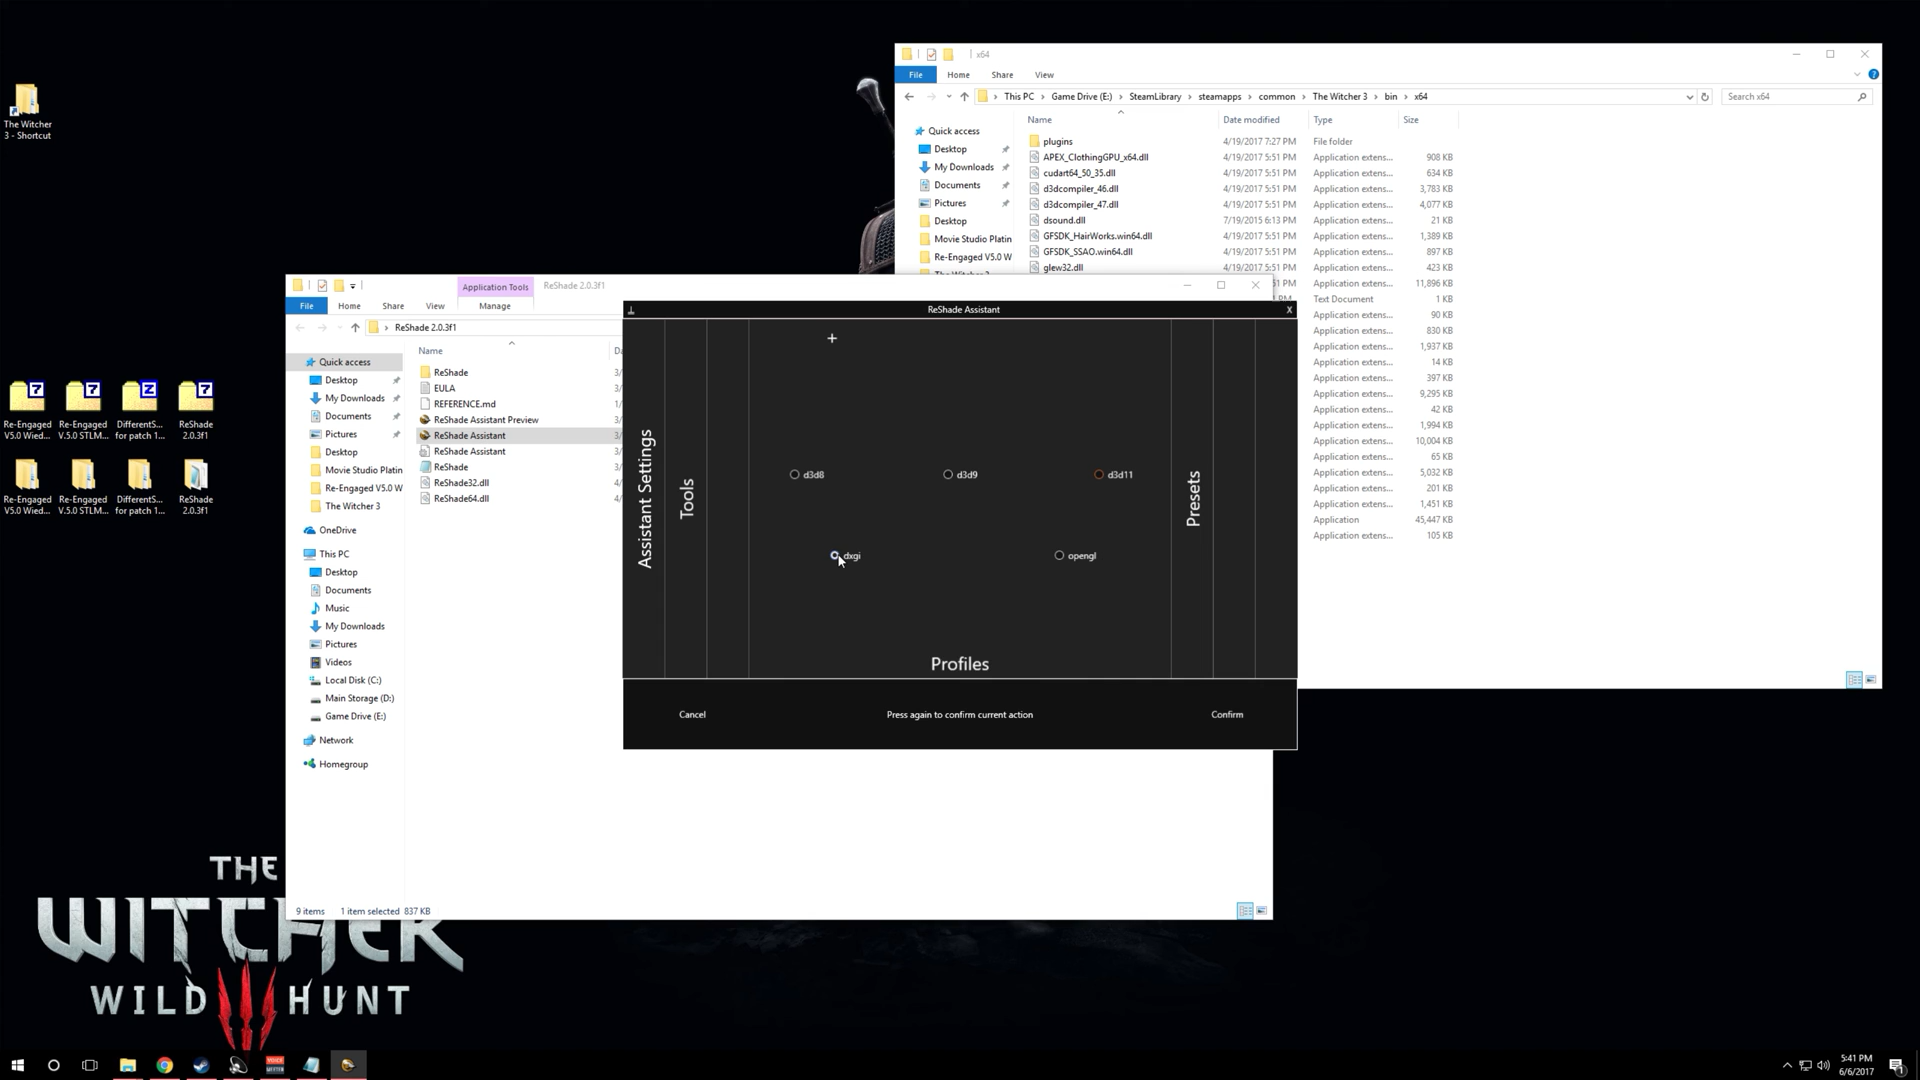 The Witcher
3 - Shortcut
Re-Engaged
V5.0 Wied...
Re-Engaged
V.5.0 STLM...
DifferentS...
for patch 1...
ReShade
2.0.3f1
Re-Engaged
V5.0 Wied...
Re-Engaged
V.5.0 STLM...
DifferentS...
for patch 1...
ReShade
2.0.3f1
x64
File Home Share View
This PC > Game Drive (E:) > SteamLibrary > steamapps > common > The Witcher 3 > bin > x64
Search x64
Quick access
Desktop
My Downloads
Documents
Pictures
Desktop
Movie Studio Platin
Re-Engaged V5.0 W
Name Date modified Type Size
plugins 4/19/2017 7:27 PM File folder
APEX_ClothingGPU_x64.dll 4/19/2017 5:51 PM Application extens... 908 KB
cudart64_50_35.dll 4/19/2017 5:51 PM Application extens... 634 KB
d3dcompiler_46.dll 4/19/2017 5:51 PM Application extens... 3,783 KB
d3dcompiler_47.dll 4/19/2017 5:51 PM Application extens... 4,077 KB
dsound.dll 7/19/2015 6:13 PM Application extens... 21 KB
GFSDK_HairWorks.win64.dll 4/19/2017 5:51 PM Application extens... 1,389 KB
GFSDK_SSAO.win64.dll 4/19/2017 5:51 PM Application extens... 897 KB
glew32.dll 4/19/2017 5:51 PM Application extens... 423 KB
Application extens... 11,896 KB
Text Document 1 KB
Application extens... 90 KB
Application extens... 830 KB
Application extens... 1,937 KB
Application extens... 14 KB
Application extens... 397 KB
Application extens... 9,295 KB
Application extens... 42 KB
Application extens... 1,994 KB
Application extens... 10,004 KB
Application extens... 65 KB
Application extens... 5,032 KB
Application extens... 201 KB
Application extens... 1,451 KB
Application 45,447 KB
Application extens... 105 KB
Application Tools
ReShade 2.0.3f1
File Home Share View Manage
ReShade 2.0.3f1
Quick access
Desktop
My Downloads
Documents
Pictures
Desktop
Movie Studio Platin
Re-Engaged V5.0 W
The Witcher 3
OneDrive
This PC
Desktop
Documents
Music
My Downloads
Pictures
Videos
Local Disk (C:)
Main Storage (D:)
Game Drive (E:)
Network
Homegroup
Name
ReShade 3/
EULA 3/
REFERENCE.md 1/
ReShade Assistant Preview 3/
ReShade Assistant 3/
ReShade Assistant 3/
ReShade 3/
ReShade32.dll 4/
ReShade64.dll 4/
9 items 1 item selected 837 KB
ReShade Assistant
X
+
Assistant Settings
Tools
d3d8
d3d9
d3d11
dxgi
opengl
Presets
Profiles
Cancel
Press again to confirm current action
Confirm
THE
WITCHER
WILD HUNT
5:41 PM
6/6/2017